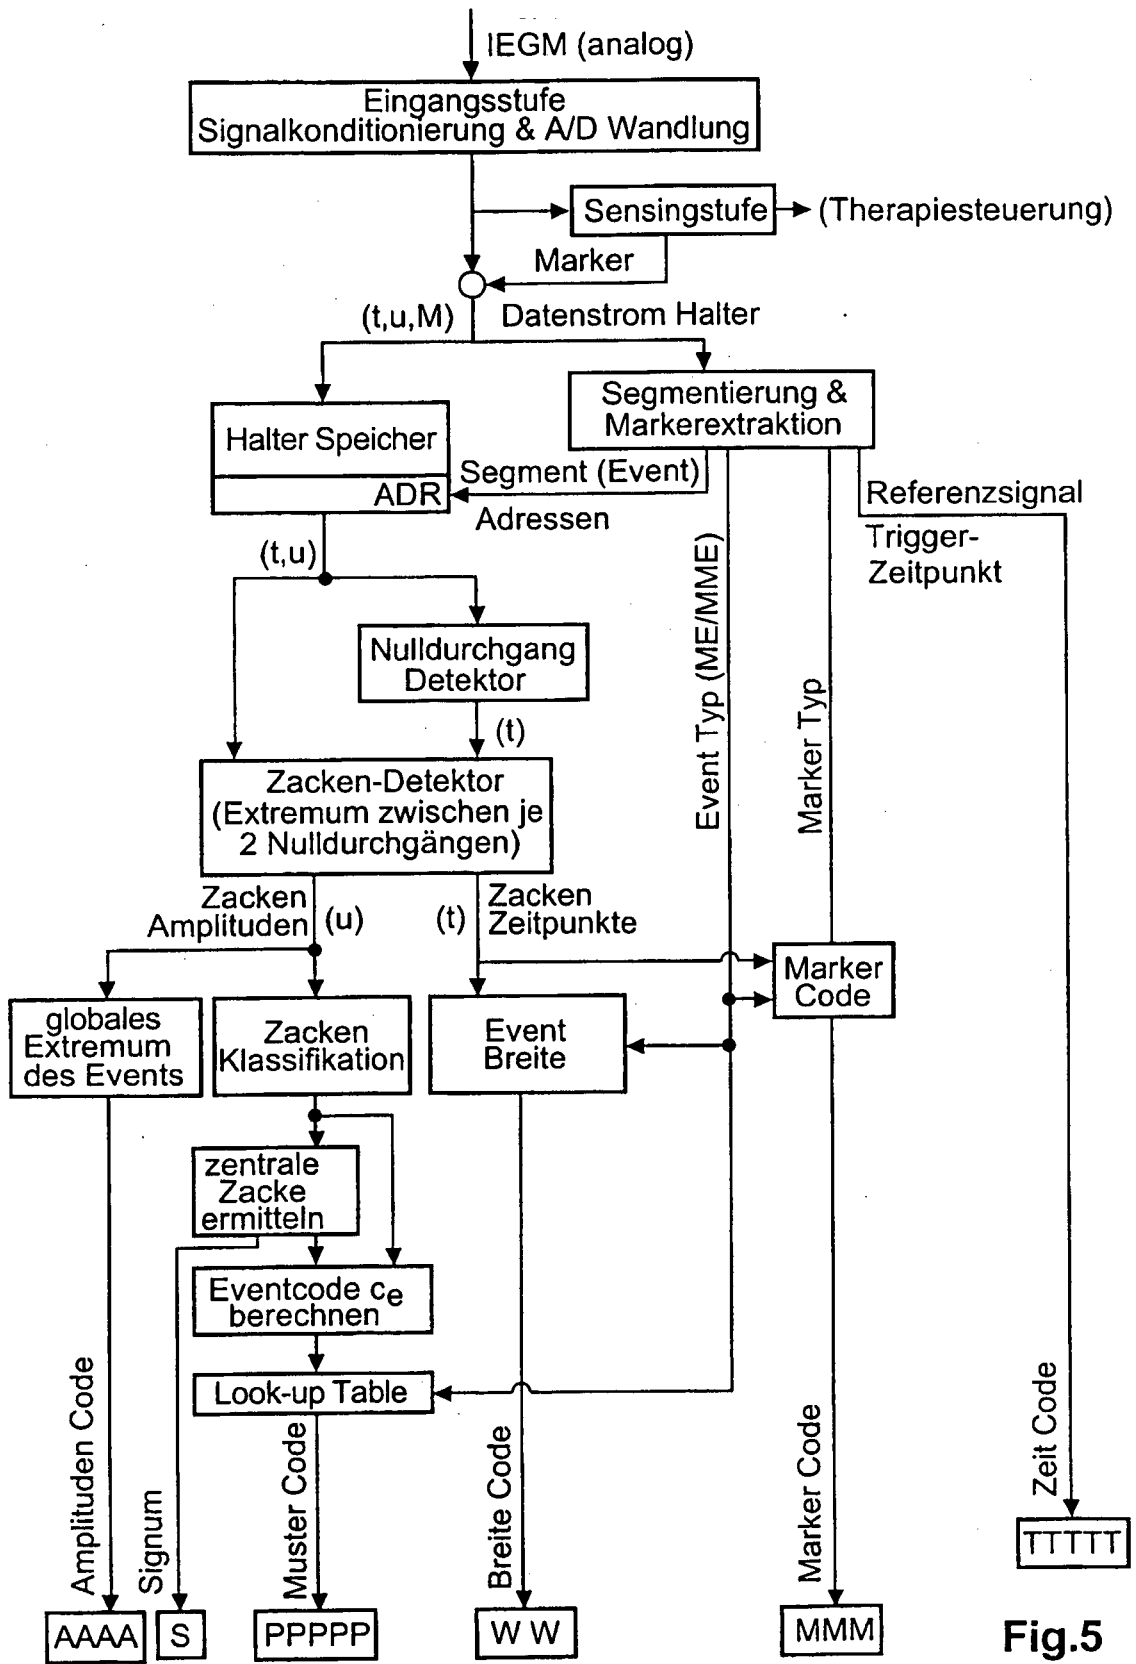 IEGM (analog)
Eingangsstufe
Signalkonditionierung & A/D Wandlung
Sensingstufe
(Therapiesteuerung)
Marker
(t,u,M)
Datenstrom Halter
Segmentierung &
Markerextraktion
Halter Speicher
ADR
Segment (Event)
Adressen
Referenzsignal
Trigger-
Zeitpunkt
(t,u)
Nulldurchgang
Detektor
(t)
Event Typ (ME/MME)
Marker Typ
Zacken-Detektor
(Extremum zwischen je
2 Nulldurchgängen)
Zacken
Amplituden
(u)
(t)
Zacken
Zeitpunkte
Marker
Code
globales
Extremum
des Events
Zacken
Klassifikation
Event
Breite
zentrale
Zacke
ermitteln
Eventcode ce
berechnen
Look-up Table
Amplituden Code
Signum
Muster Code
Breite Code
Marker Code
Zeit Code
TTTTT
AAAA
S
PPPPP
W W
MMM
Fig.5